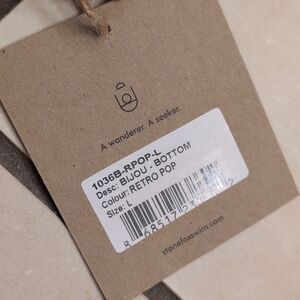 A wanderer. A seeker.
1036B-RPOP-L
Desc: BIJOU - BOTTOM
Colour: RETRO POP
Size: L
stonefoxswim.com